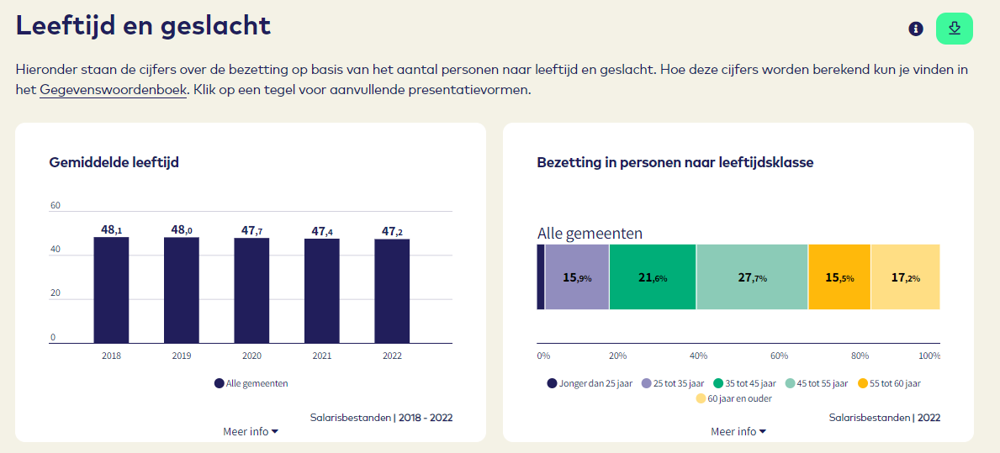 Leeftijd en geslacht
Hieronder staan de cijfers over de bezetting op basis van het aantal personen naar leeftijd en geslacht. Hoe deze cijfers worden berekend kun je vinden in
het Gegevenswoordenboek. Klik op een tegel voor aanvullende presentatievormen.
Gemiddelde leeftijd
60
40
20
0
48,1
48,0
47,7
47,4
47,2
2018
2019
2020
2021
2022
Alle gemeenten
Salarisbestanden | 2018 - 2022
Meer info
Bezetting in personen naar leeftijdsklasse
Alle gemeenten
15,9%
21,6%
27,7%
15,5%
17,2%
0%
20%
40%
60%
80%
100%
Jonger dan 25 jaar
25 tot 35 jaar
35 tot 45 jaar
45 tot 55 jaar
55 tot 60 jaar
60 jaar en ouder
Salarisbestanden | 2022
Meer info